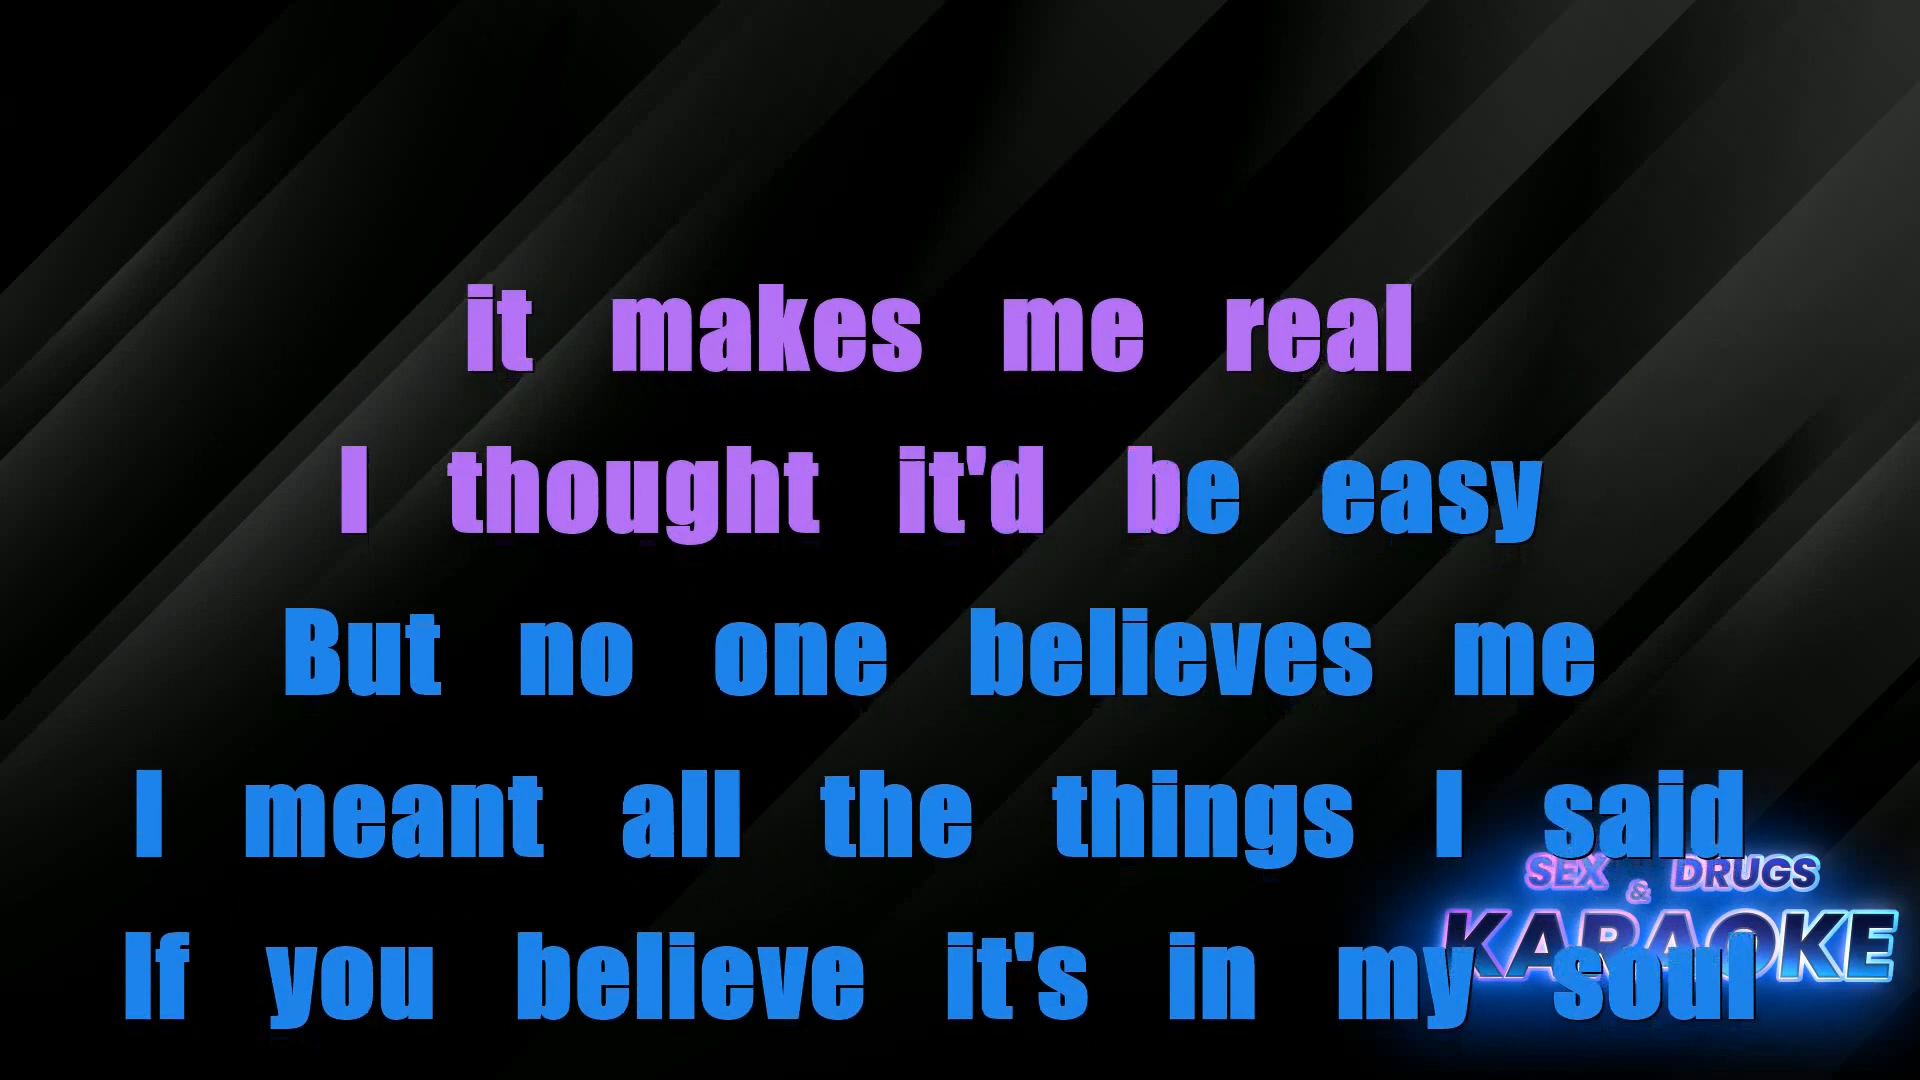 it makes me real
I thought it'd be easy
But no one believes me
I meant all the things I said
If you believe it's in my soul
SEX & DRUGS
KARAOKE